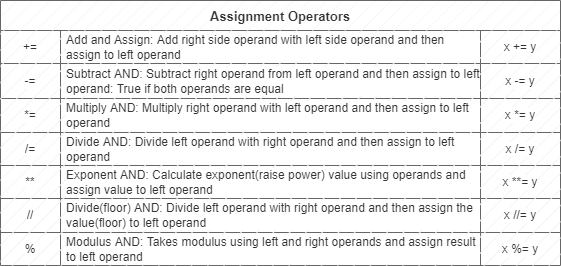 Assignment Operators
+= Add and Assign: Add right side operand with left side operand and then x += y
assign to left operand
-= Subtract AND: Subtract right operand from left operand and then assign to left x -= y
operand: True if both operands are equal
*= Multiply AND: Multiply right operand with left operand and then assign to left x *= y
operand
/= Divide AND: Divide left operand with right operand and then assign to left x /= y
operand
** Exponent AND: Calculate exponent(raise power) value using operands and x **= y
assign value to left operand
// Divide(floor) AND: Divide left operand with right operand and then assign the x //= y
value(floor) to left operand
% Modulus AND: Takes modulus using left and right operands and assign result x %= y
to left operand